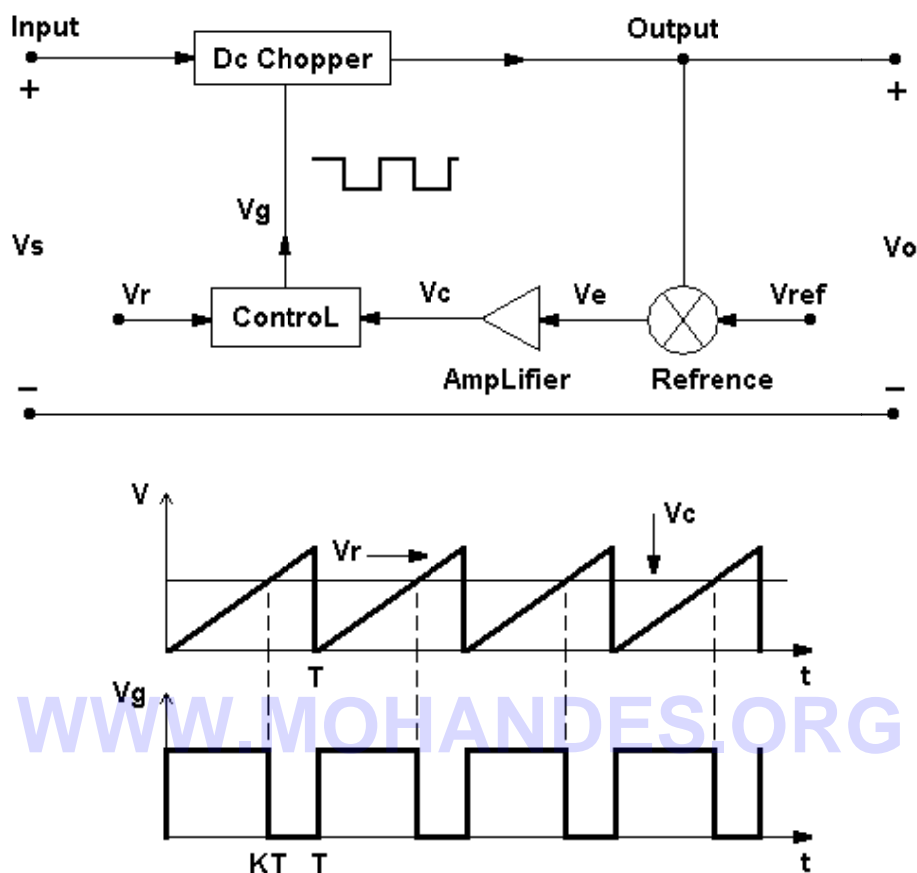 Input
Output
Dc Chopper
+
+
Vg
Vs
Vo
Vr
ControL
Vc
Ve
Vref
AmpLifier
Refrence
–
–
V
Vc
Vr
T
t
Vg
WWW.MOHANDES.ORG
KT
T
t